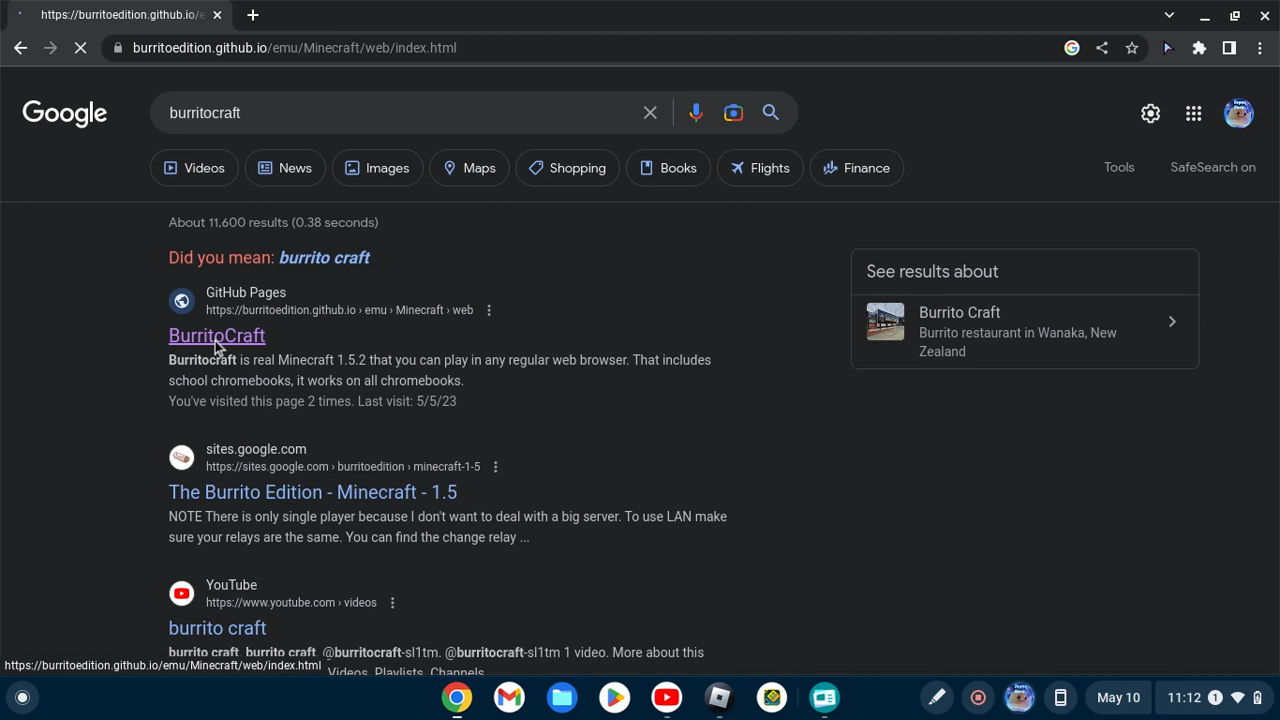 https://burritoedition.github.io/e
burritoedition.github.io/emu/Minecraft/web/index.html
Google
burritocraft
Videos
News
Images
Maps
Shopping
Books
Flights
Finance
Tools
SafeSearch on
About 11,600 results (0.38 seconds)
Did you mean: burrito craft
GitHub Pages
https://burritoedition.github.io › emu › Minecraft › web
BurritoCraft
Burritocraft is real Minecraft 1.5.2 that you can play in any regular web browser. That includes
school chromebooks, it works on all chromebooks.
You've visited this page 2 times. Last visit: 5/5/23
See results about
Burrito Craft
Burrito restaurant in Wanaka, New
Zealand
sites.google.com
https://sites.google.com › burritoedition › minecraft-1-5
The Burrito Edition - Minecraft - 1.5
NOTE There is only single player because I don't want to deal with a big server. To use LAN make
sure your relays are the same. You can find the change relay ...
YouTube
https://www.youtube.com › videos
burrito craft
burrito craft. burrito craft. @burritocraft-sl1tm. @burritocraft-sl1tm 1 video. More about this
https://burritoedition.github.io/emu/Minecraft/web/index.html
Videos. Playlists. Channels
May 10
11:12
1